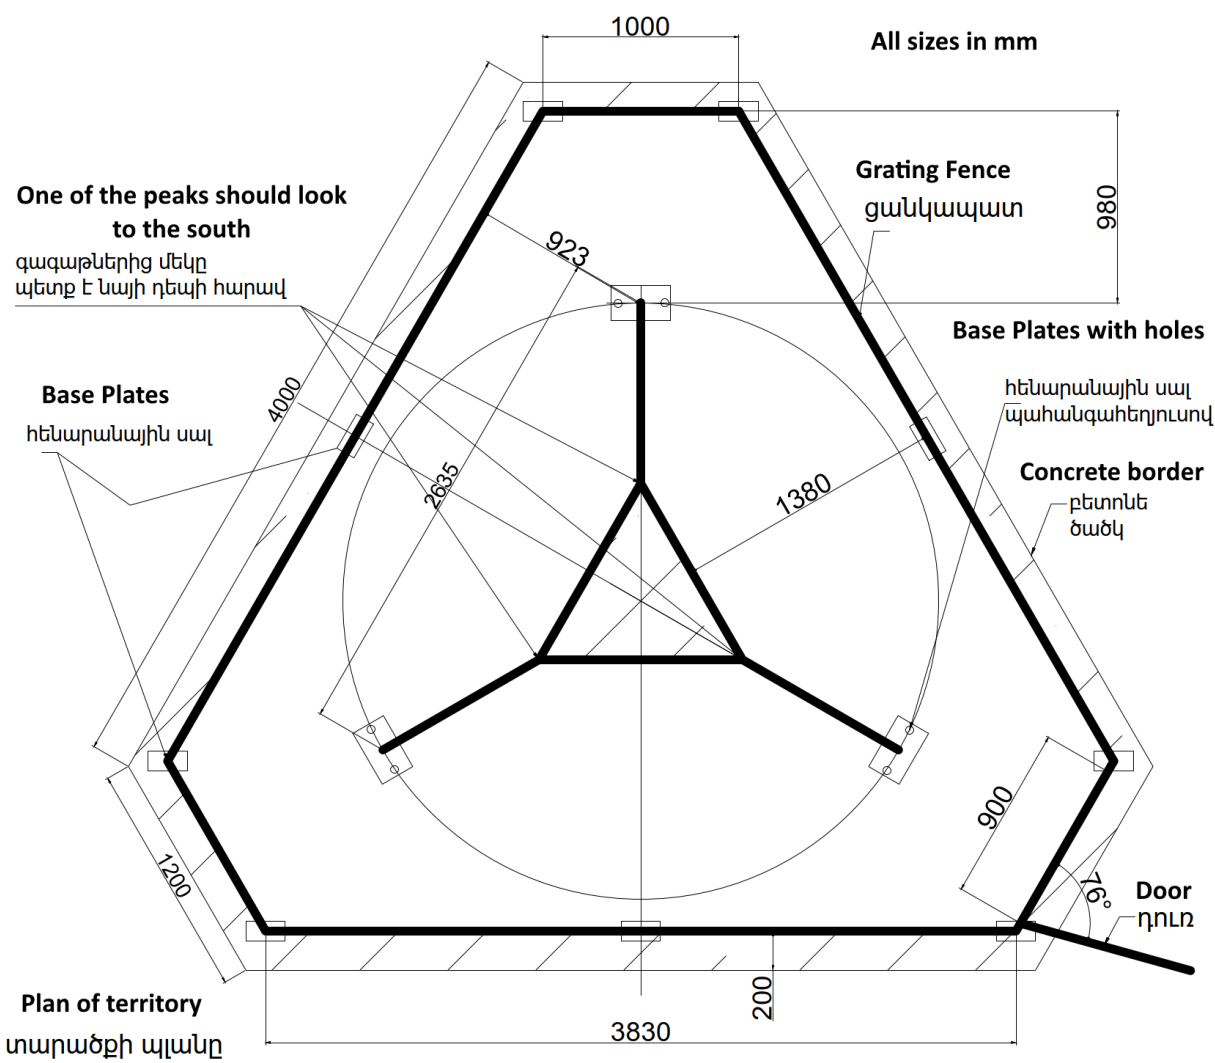 1000
All sizes in mm
One of the peaks should look
to the south
գագաթներից մեկը
պետք է նայի դեպի հարավ
Grating Fence
ցանկապատ
980
923
Base Plates with holes
հենարանային սալ
պահանգահեղյուսով
Base Plates
հենարանային սալ
4000
2635
1380
Concrete border
բետոնե
ծածկ
900
76°
Door
դուռ
1200
200
3830
Plan of territory
տարածքի պլանը